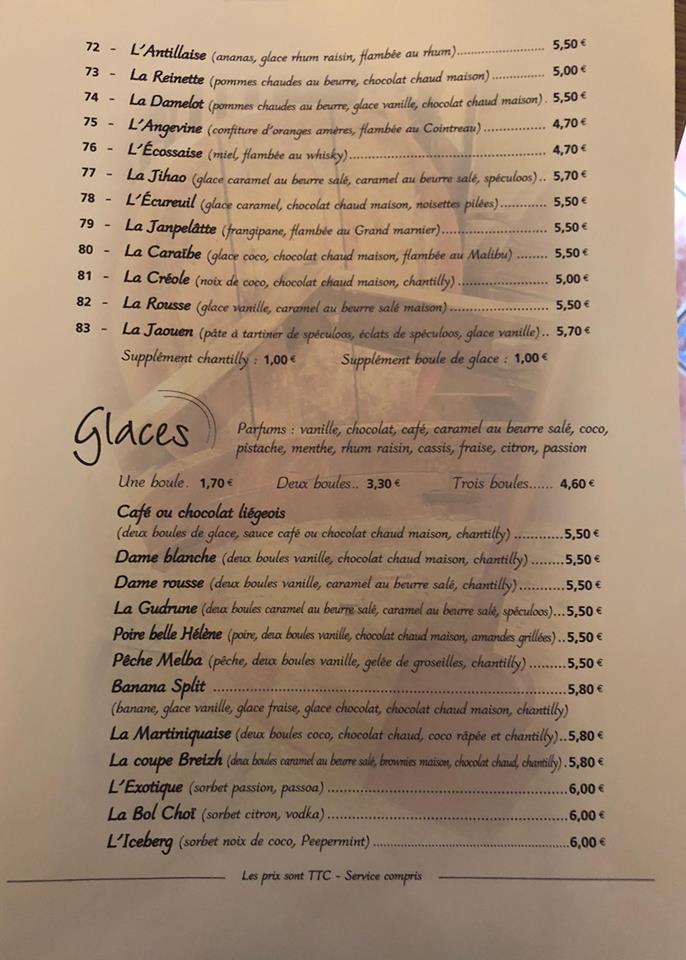 72 - L'Antillaise (ananas, glace rhum raisin, flambée au rhum)........................ 5,50 €
73 - La Reinette (pommes chaudes au beurre, chocolat chaud maison) ............... 5,00 €
74 - La Damelot (pommes chaudes au beurre, glace vanille, chocolat chaud maison) . 5,50 €
75 - L'Angevine (confiture d'oranges amères, flambée au Cointreau) ................. 4,70 €
76 - L'Écossaise (miel, flambée au whisky)...................................................... 4,70 €
77 - La Jihao (glace caramel au beurre salé, caramel au beurre salé, spéculoos).. 5,70 €
78 - L'Écureuil (glace caramel, chocolat chaud maison, noisettes pilées)............. 5,50 €
79 - La Janpelâtte (frangipane, flambée au Grand marnier)............................. 5,50 €
80 - La Caraïbe (glace coco, chocolat chaud maison, flambée au Malibu) ........ 5,50 €
81 - La Créole (noix de coco, chocolat chaud maison, chantilly) ........................ 5,00 €
82 - La Rousse (glace vanille, caramel au beurre salé maison)........................... 5,50 €
83 - La Jaouen (pâte à tartiner de spéculoos, éclats de spéculoos, glace vanille).. 5,70 €
Supplément chantilly : 1,00 € Supplément boule de glace : 1,00 €
Glaces
Parfums : vanille, chocolat, café, caramel au beurre salé, coco,
pistache, menthe, rhum raisin, cassis, fraise, citron, passion
Une boule. 1,70 € Deux boules.. 3,30 € Trois boules...... 4,60 €
Café ou chocolat liégeois
(deux boules de glace, sauce café ou chocolat chaud maison, chantilly) .............5,50 €
Dame blanche (deux boules vanille, chocolat chaud maison, chantilly) ........5,50 €
Dame rousse (deux boules vanille, caramel au beurre salé, chantilly)...........5,50 €
La Gudrune (deux boules caramel au beurre salé, caramel au beurre salé, spéculoos)...5,50 €
Poire belle Hélène (poire, deux boules vanille, chocolat chaud maison, amandes grillées) ..5,50 €
Pêche Melba (pêche, deux boules vanille, gelée de groseilles, chantilly) .........5,50 €
Banana Split ...................................................................................5,80 €
(banane, glace vanille, glace fraise, glace chocolat, chocolat chaud maison, chantilly)
La Martiniquaise (deux boules coco, chocolat chaud, coco râpée et chantilly)..5,80 €
La coupe Breizh (deux boules caramel au beurre salé, brownies maison, chocolat chaud, chantilly) .5,80 €
L'Exotique (sorbet passion, passoa) .......................................................6,00 €
La Bol Choï (sorbet citron, vodka) .........................................................6,00 €
L'Iceberg (sorbet noix de coco, Peepermint) ............................................6,00 €
Les prix sont TTC - Service compris